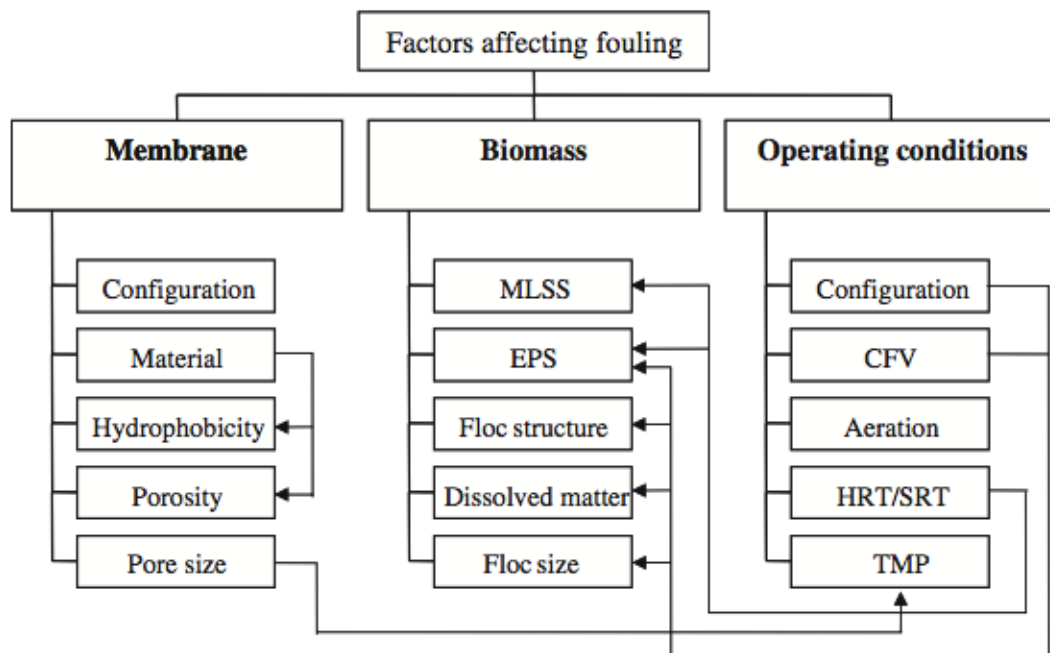 Factors affecting fouling
Membrane
Biomass
Operating conditions
Configuration
Material
Hydrophobicity
Porosity
Pore size
MLSS
EPS
Floc structure
Dissolved matter
Floc size
Configuration
CFV
Aeration
HRT/SRT
TMP